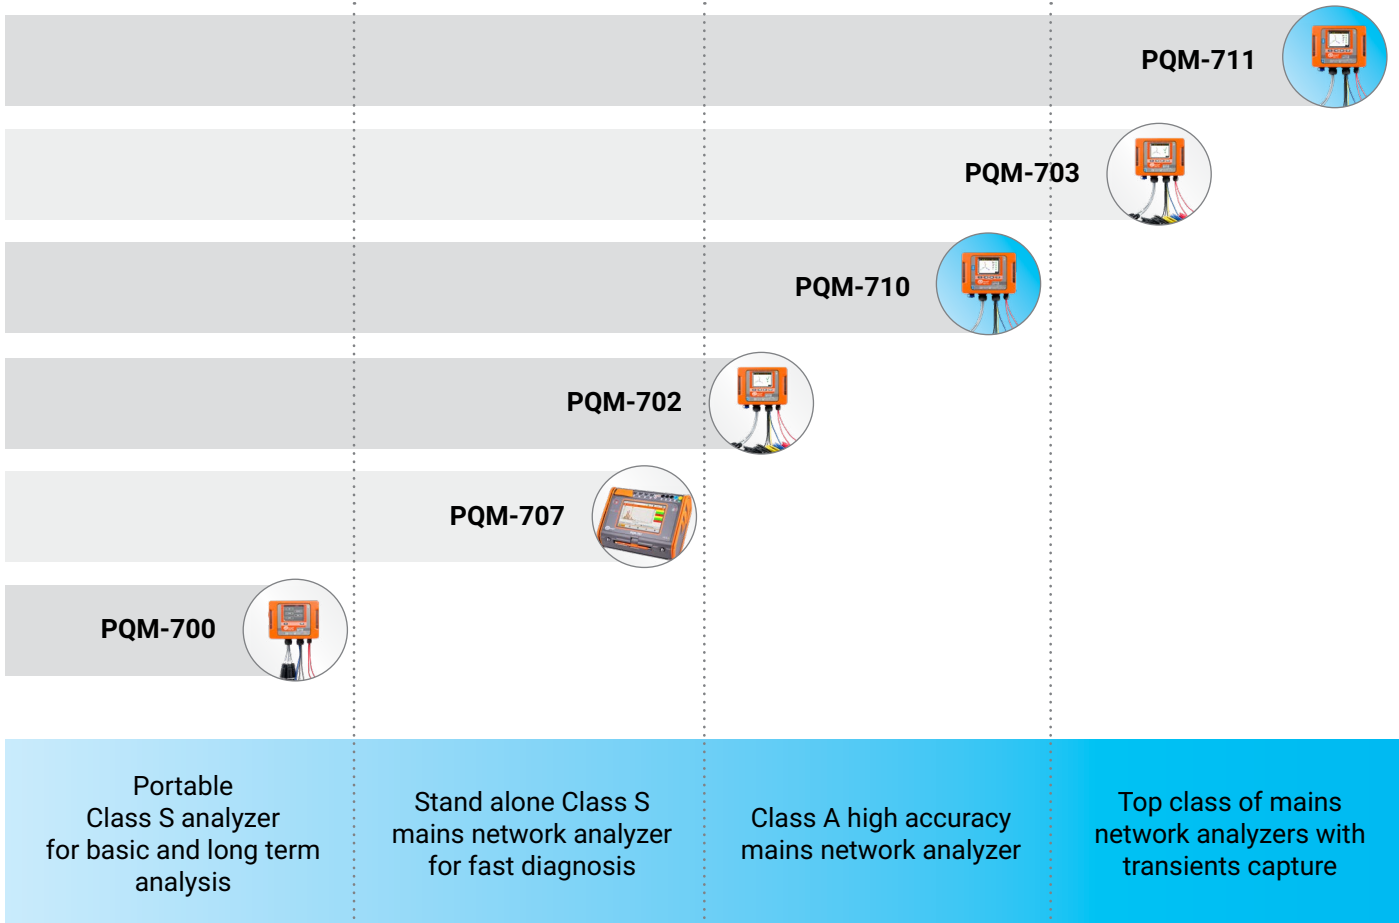 PQM-711
PQM-703
PQM-710
PQM-702
PQM-707
PQM-700
Portable
Class S analyzer
for basic and long term
analysis
Stand alone Class S
mains network analyzer
for fast diagnosis
Class A high accuracy
mains network analyzer
Top class of mains
network analyzers with
transients capture